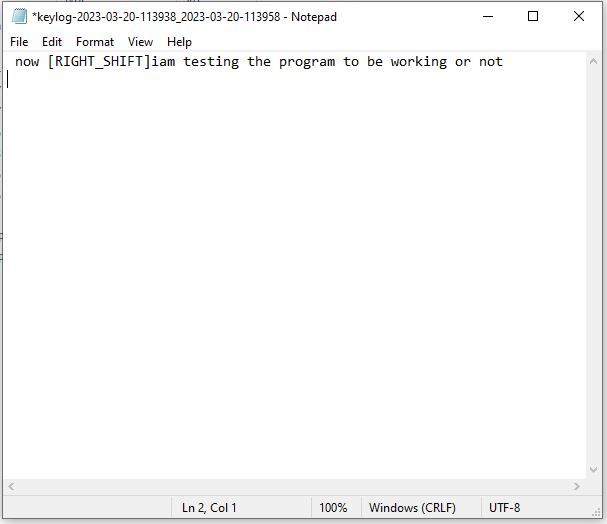 *keylog-2023-03-20-113938_2023-03-20-113958 - Notepad
File Edit Format View Help
now [RIGHT_SHIFT]iam testing the program to be working or not
Ln 2, Col 1 100% Windows (CRLF) UTF-8